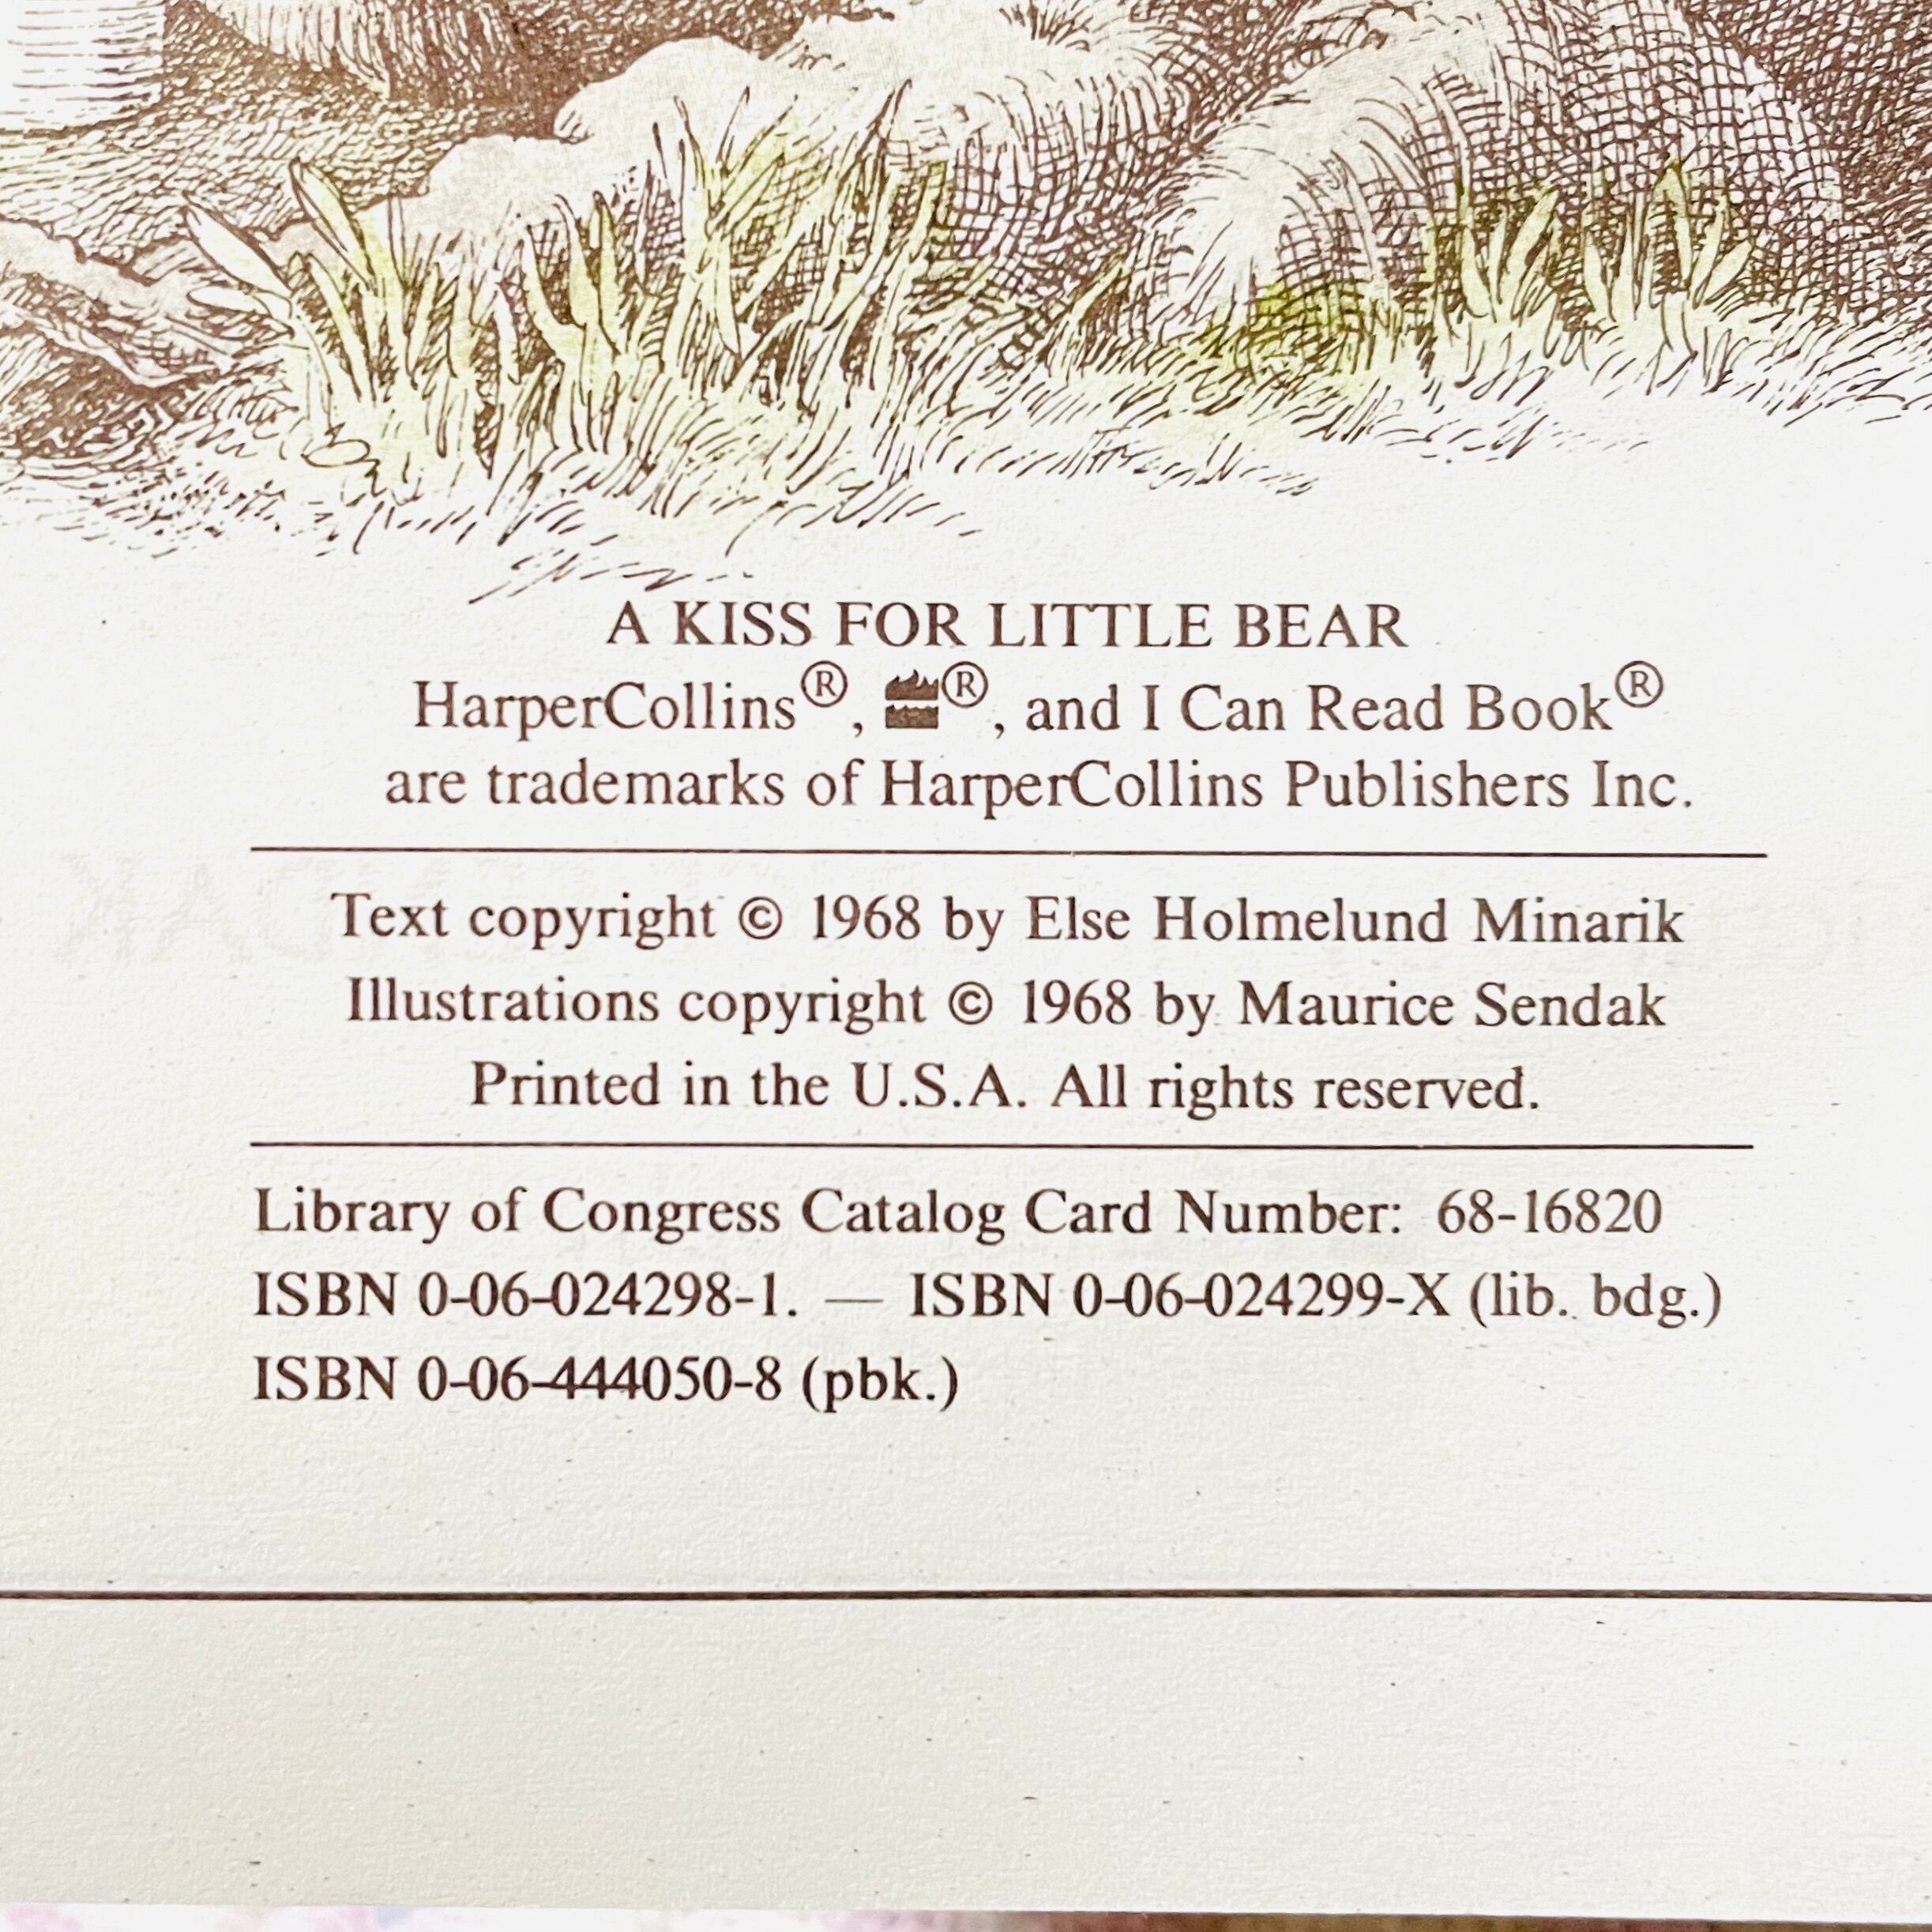 A KISS FOR LITTLE BEAR
HarperCollins®, ®, and I Can Read Book®
are trademarks of HarperCollins Publishers Inc.
Text copyright © 1968 by Else Holmelund Minarik
Illustrations copyright © 1968 by Maurice Sendak
Printed in the U.S.A. All rights reserved.
Library of Congress Catalog Card Number: 68-16820
ISBN 0-06-024298-1. — ISBN 0-06-024299-X (lib. bdg.)
ISBN 0-06-444050-8 (pbk.)